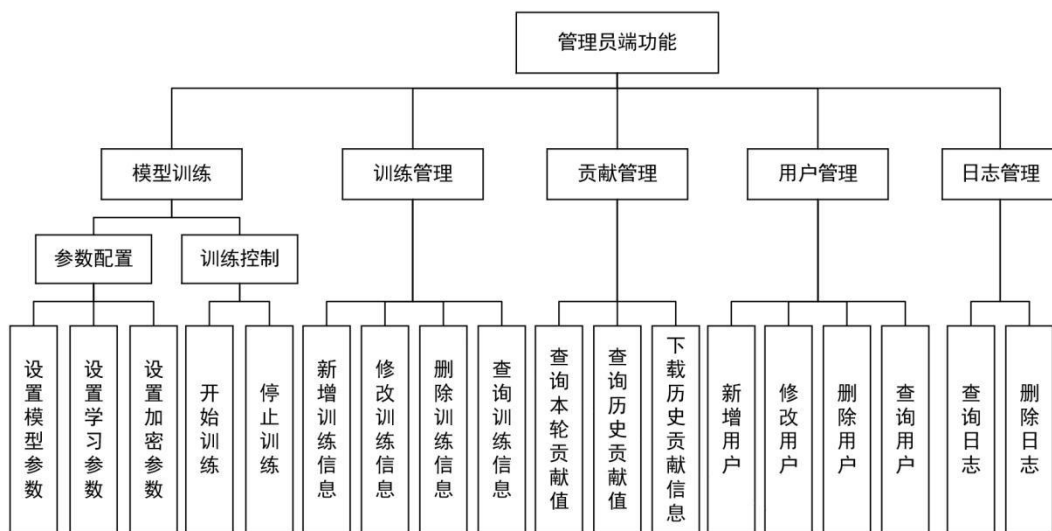 管理员端功能
模型训练
训练管理
贡献管理
用户管理
日志管理
参数配置
训练控制
设置模型参数
设置学习参数
设置加密参数
开始训练
停止训练
新增训练信息
修改训练信息
删除训练信息
查询训练信息
查询本轮贡献值
查询历史贡献值
下载历史贡献信息
新增用户
修改用户
删除用户
查询用户
查询日志
删除日志